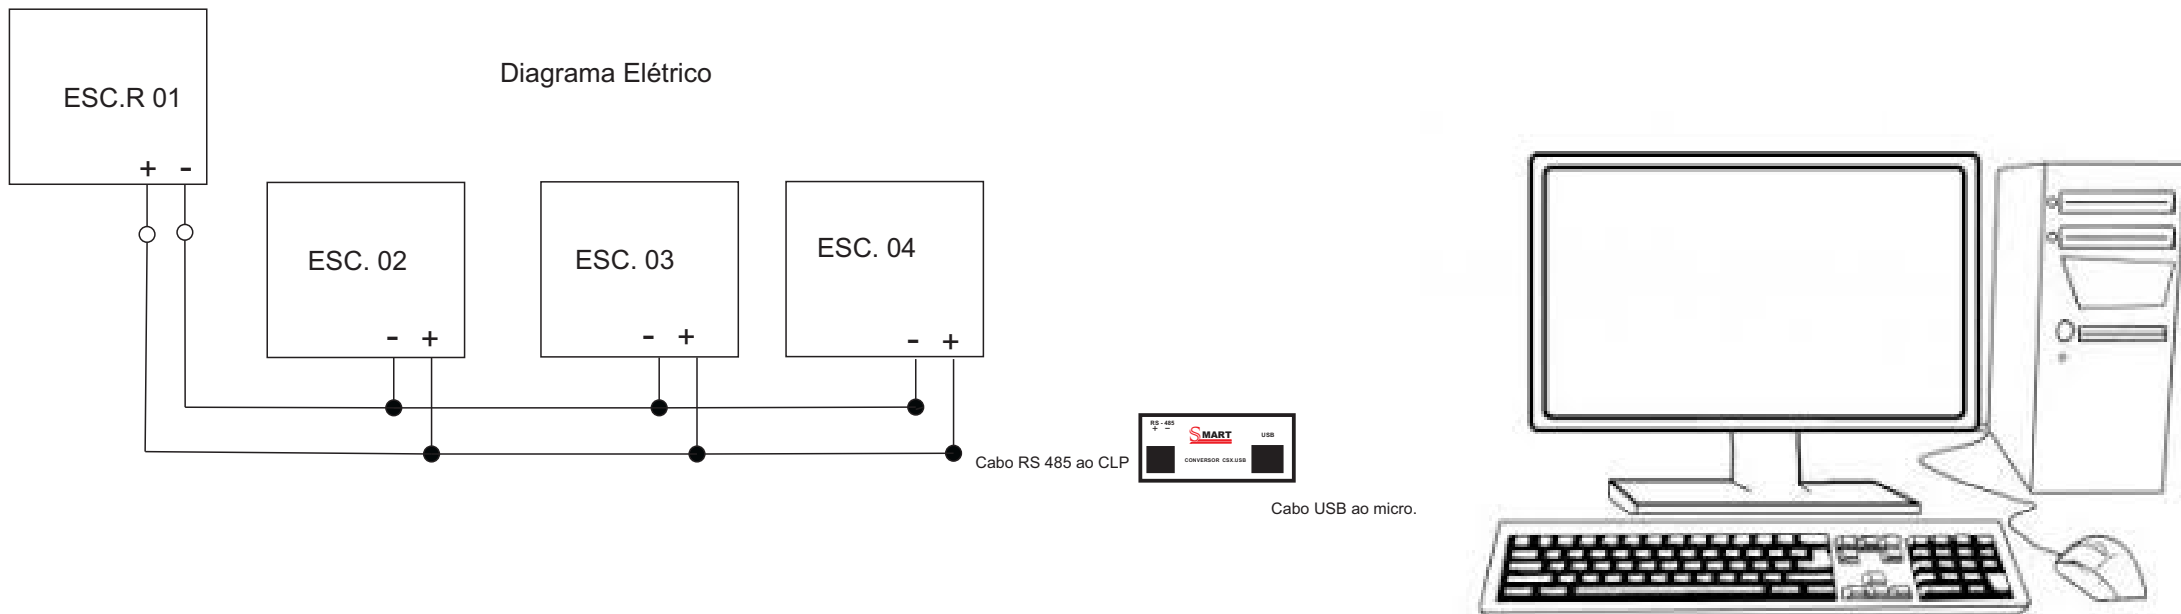 Diagrama Elétrico
ESC.R 01
+ -
ESC. 02
- +
ESC. 03
- +
ESC. 04
- +
RS - 485
+ -
SMART
USB
CONVERSOR CSX.USB
Cabo RS 485 ao CLP
Cabo USB ao micro.